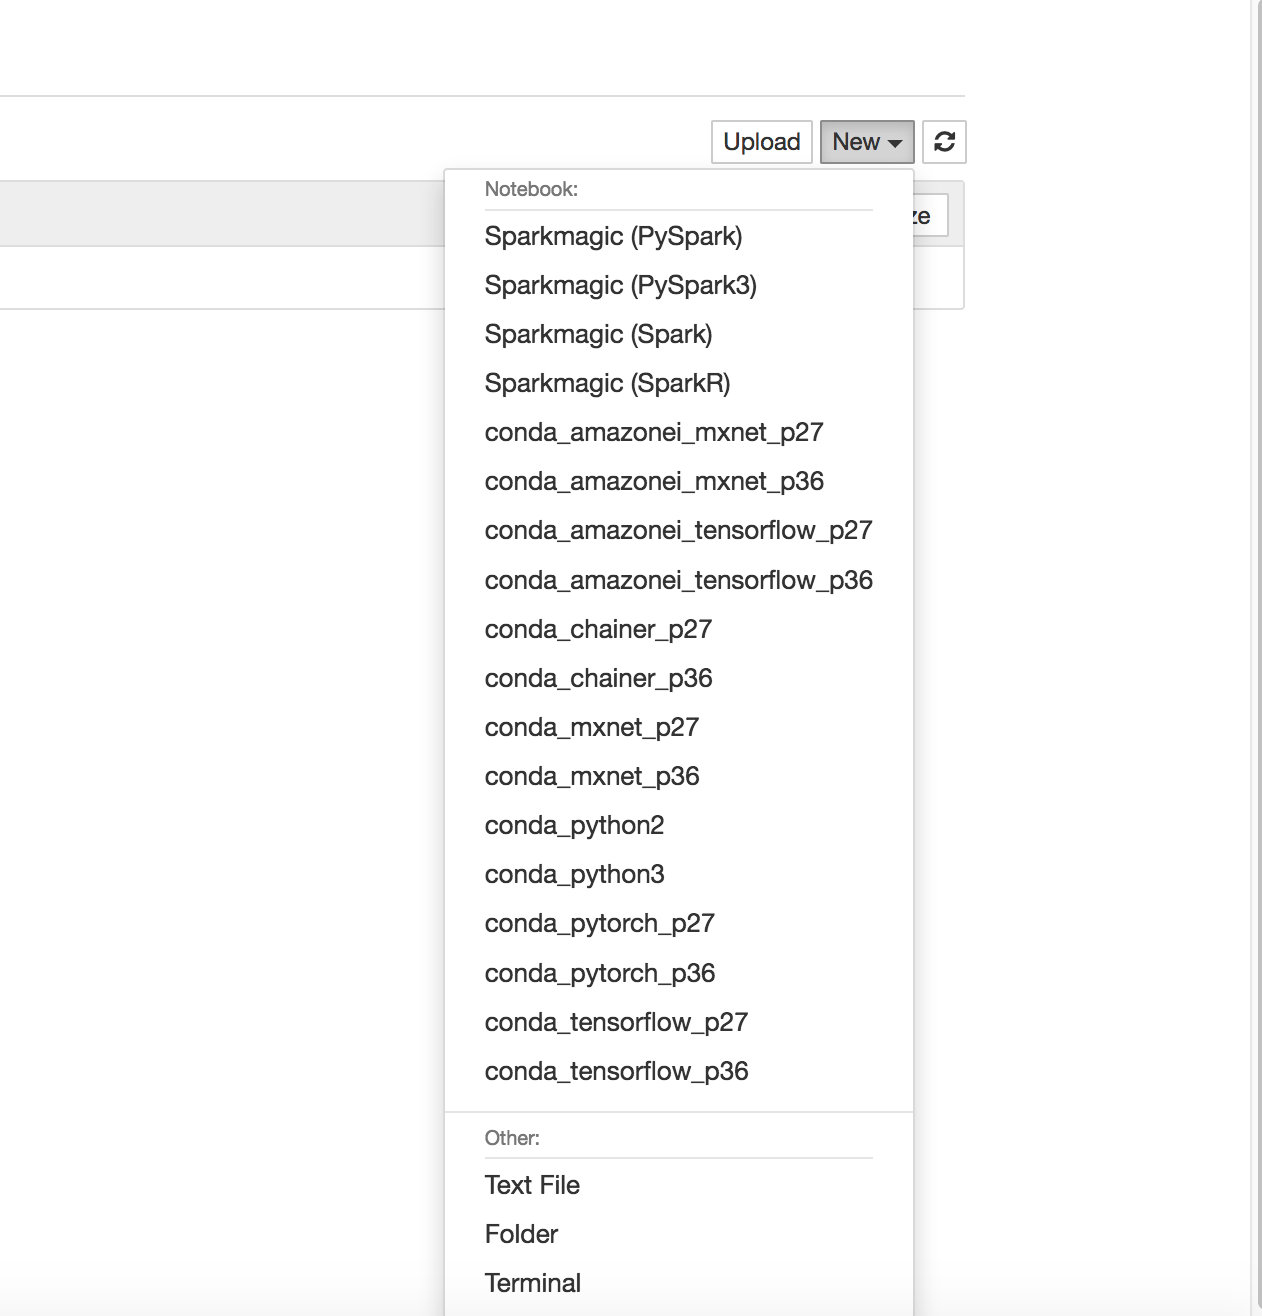 Upload New
Notebook:
ze
Sparkmagic (PySpark)
Sparkmagic (PySpark3)
Sparkmagic (Spark)
Sparkmagic (SparkR)
conda_amazonei_mxnet_p27
conda_amazonei_mxnet_p36
conda_amazonei_tensorflow_p27
conda_amazonei_tensorflow_p36
conda_chainer_p27
conda_chainer_p36
conda_mxnet_p27
conda_mxnet_p36
conda_python2
conda_python3
conda_pytorch_p27
conda_pytorch_p36
conda_tensorflow_p27
conda_tensorflow_p36
Other:
Text File
Folder
Terminal